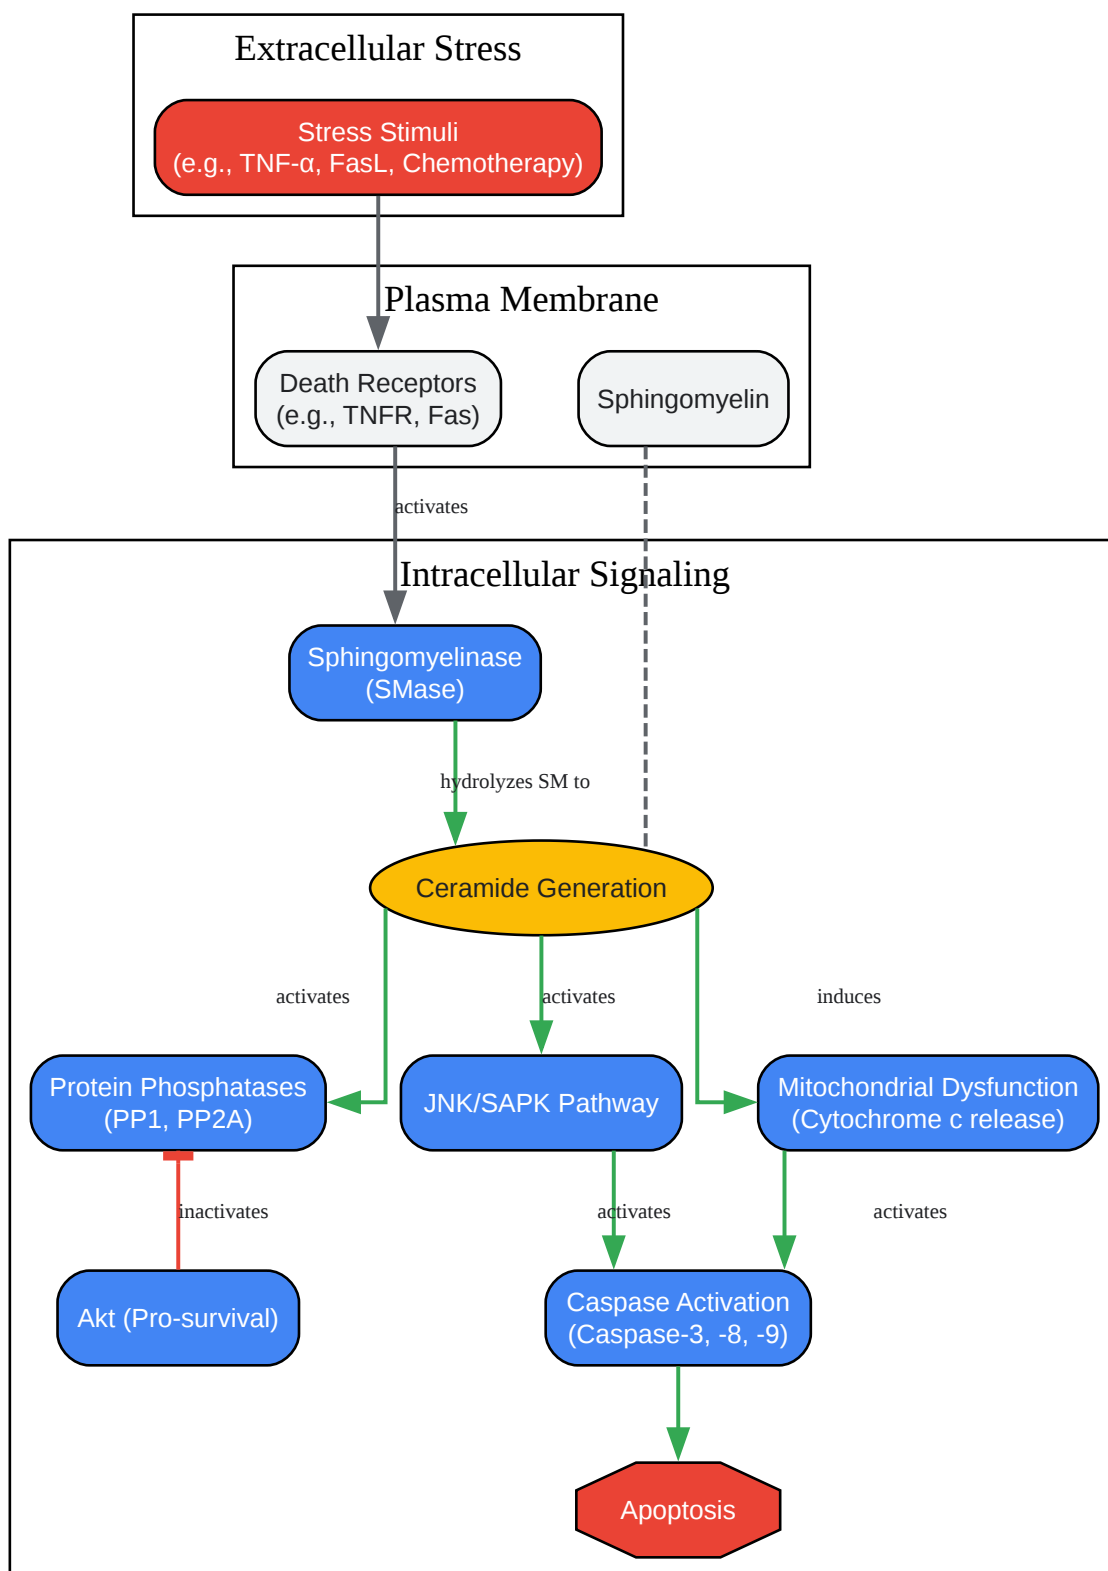 Extracellular Stress
Stress Stimuli
(e.g., TNF-α, FasL, Chemotherapy)
Plasma Membrane
Death Receptors
(e.g., TNFR, Fas)
Sphingomyelin
activates
Intracellular Signaling
Sphingomyelinase
(SMase)
hydrolyzes SM to
Ceramide Generation
activates
activates
induces
Protein Phosphatases
(PP1, PP2A)
JNK/SAPK Pathway
Mitochondrial Dysfunction
(Cytochrome c release)
inactivates
activates
activates
Akt (Pro-survival)
Caspase Activation
(Caspase-3, -8, -9)
Apoptosis